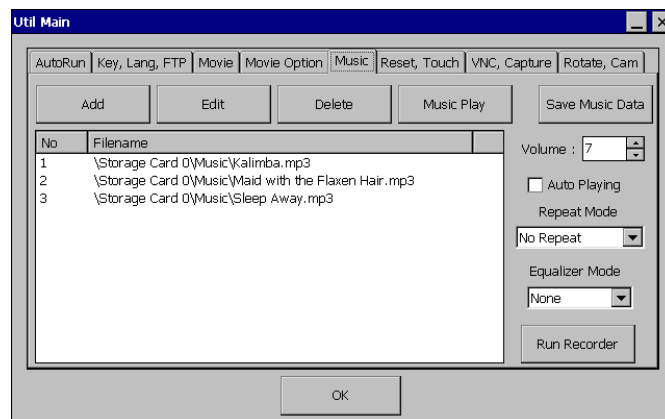 Util Main
AutoRun Key, Lang, FTP Movie Movie Option Music Reset, Touch VNC, Capture Rotate, Cam
Add Edit Delete Music Play Save Music Data
No Filename
1 \Storage Card 0\Music\Kalimba.mp3
2 \Storage Card 0\Music\Maid with the Flaxen Hair.mp3
3 \Storage Card 0\Music\Sleep Away.mp3
Volume : 7
Auto Playing
Repeat Mode
No Repeat
Equalizer Mode
None
Run Recorder
OK